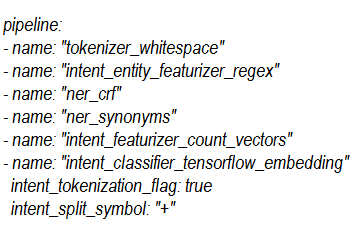 pipeline:
- name: "tokenizer_whitespace"
- name: "intent_entity_featurizer_regex"
- name: "ner_crf"
- name: "ner_synonyms"
- name: "intent_featurizer_count_vectors"
- name: "intent_classifier_tensorflow_embedding"
  intent_tokenization_flag: true
  intent_split_symbol: "+"